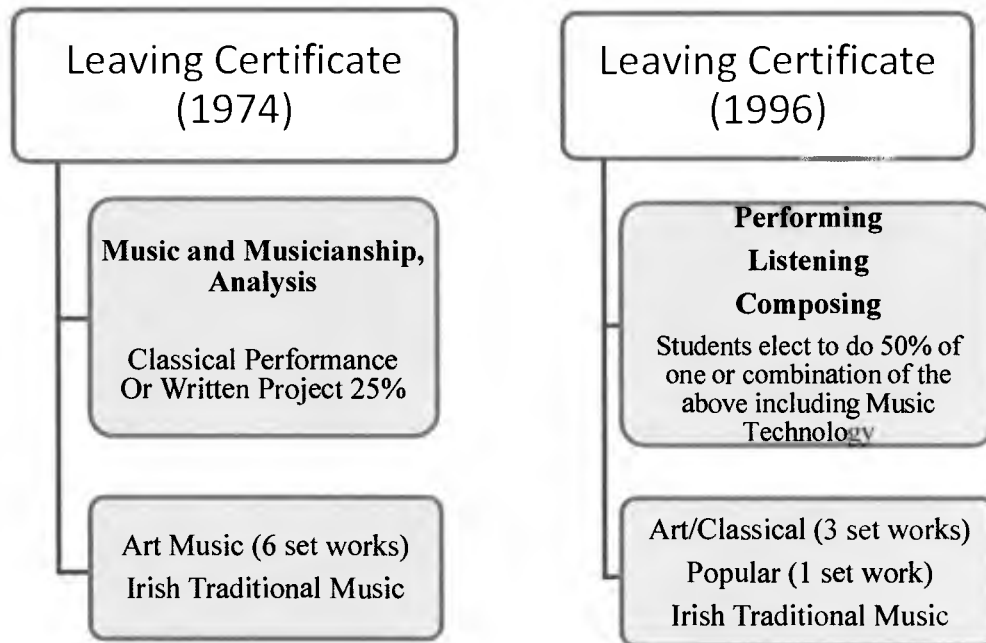 Leaving Certificate
(1974)
Music and Musicianship,
Analysis
Classical Performance
Or Written Project 25%
Art Music (6 set works)
Irish Traditional Music
Leaving Certificate
(1996)
Performing
Listening
Composing
Students elect to do 50% of
one or combination of the
above including Music
Technology
Art/Classical (3 set works)
Popular (1 set work)
Irish Traditional Music